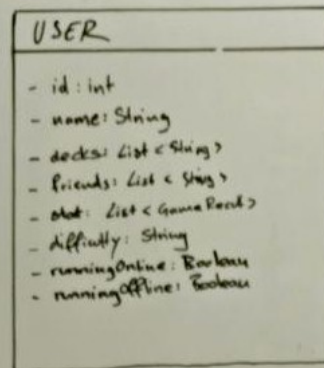 USER
- id : int
- name: String
- decks: List < String >
- friends: List < String >
- stat: List < GameResul>
- difficulty: String
- runningOnline: Boolean
- runningOffline: Boolean